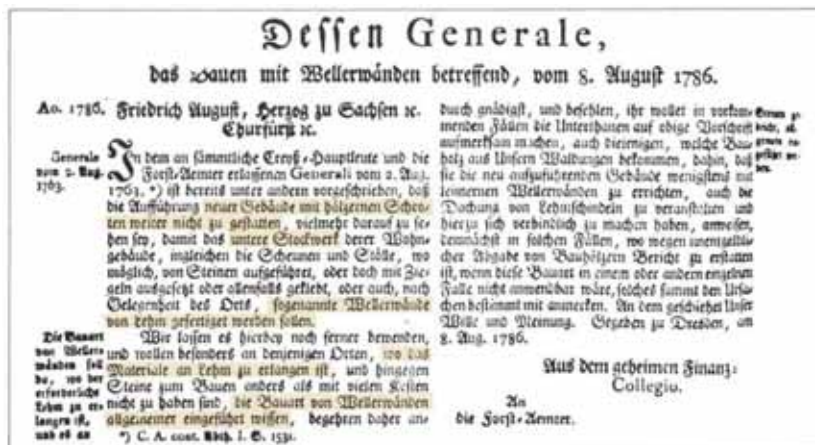 Dessen Generale,
das Bauen mit Wellerwänden betreffend, vom 8. August 1786.
Ao. 1786. Friedrich August, Herzog zu Sachsen ꝛc.
Churfürst ꝛc.
Generale
vom 2. Aug.
1763.
In dem an sämmtliche Creyß-Hauptleute und die
Forst-Aemter erlassenen Generali vom 2. Aug.
1763. *) ist bereits unter andern vorgeschrieben, daß
die Aufführung neuer Gebäude mit hölzernen Schro-
ten weiter nicht zu gestatten, vielmehr darauf zu se-
hen sey, damit das untere Stockwerk derer Wohn-
gebäude, ingleichen die Scheunen und Ställe, wo
möglich, von Steinen aufgeführet, oder doch mit Zie-
geln ausgesetzt oder allenfalls geklebt, oder auch, nach
Gelegenheit des Orts, sogenannte Wellerwände
von Lehm gefertiget werden sollen.
Die Bauart
von Weller-
wänden soll
da, wo der
erforderliche
Lehm zu er-
langen ist,
und es an
Wir lassen es hierbey noch ferner bewenden,
und wollen besonders an denjenigen Orten, wo das
Materiale an Lehm zu erlangen ist, und hingegen
Steine zum Bauen anders als mit vielen Kosten
nicht zu haben sind, die Bauart von Wellerwänden
allgemeiner eingeführt wissen, begehren daher an-
*) C. A. cont. Abth. I. S. 1531.
durch gnädigst, und befehlen, ihr wollet in vorkom-
menden Fällen die Unterthanen auf obige Vorschrift
aufmerksam machen, auch diejenigen, welche Bau-
holz aus Unsern Waldungen bekommen, dahin, daß
sie die neu aufzuführenden Gebäude wenigstens mit
leimernen Wellerwänden zu errichten, auch die
Dachung von Lehmschindeln zu veranstalten und
hierzu sich verbindlich zu machen haben, anweisen,
demnächst in solchen Fällen, wo wegen unentgeldli-
cher Abgabe von Bauhölzern Bericht zu erstatten
ist, wenn diese Bauart in einem oder andern einzelnen
Falle nicht anwendbar wäre, solches sammt den Ursa-
chen bestimmt mit anmerken. An dem geschiehet Unser
Wille und Meinung. Gegeben zu Dresden, am
8. Aug. 1786.
Aus dem geheimen Finanz-
Collegio.
An
die Forst-Aemter.